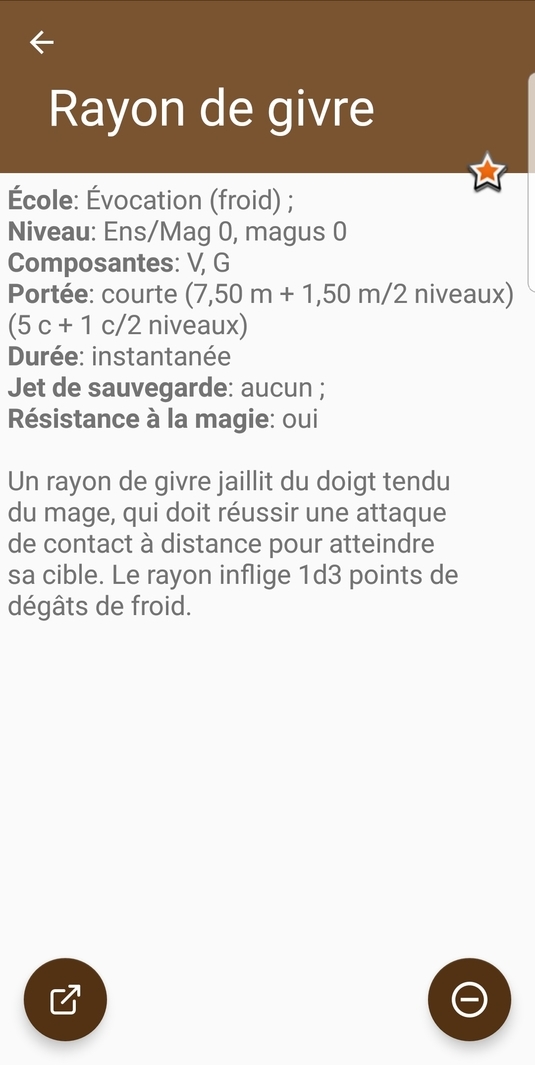 Rayon de givre
École: Évocation (froid) ;
Niveau: Ens/Mag 0, magus 0
Composantes: V, G
Portée: courte (7,50 m + 1,50 m/2 niveaux)
(5 c + 1 c/2 niveaux)
Durée: instantanée
Jet de sauvegarde: aucun ;
Résistance à la magie: oui
Un rayon de givre jaillit du doigt tendu
du mage, qui doit réussir une attaque
de contact à distance pour atteindre
sa cible. Le rayon inflige 1d3 points de
dégâts de froid.